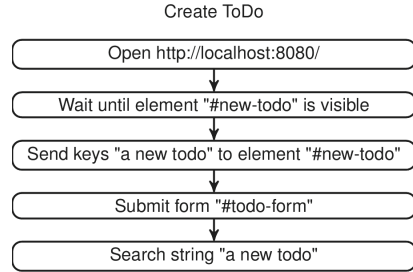 Create ToDo
Open http://localhost:8080/
Wait until element "#new-todo" is visible
Send keys "a new todo" to element "#new-todo"
Submit form "#todo-form"
Search string "a new todo"